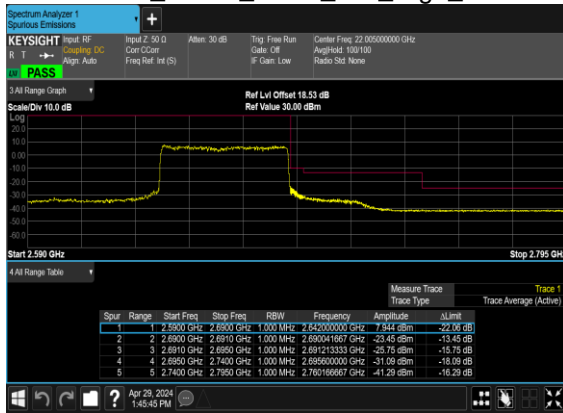 Spectrum Analyzer 1
Spurious Emissions
+
KEYSIGHT Input: RF Input Z: 50 Ω Atten: 30 dB Trig: Free Run Center Freq: 22.005000000 GHz
R T Coupling: DC Corr CCorr Gate: Off Avg|Hold: 100/100
Align: Auto Freq Ref: Int (S) IF Gain: Low Radio Std: None
PASS
3 All Range Graph Ref Lvl Offset 18.53 dB
Scale/Div 10.0 dB Ref Value 30.00 dBm
Log
20.0
10.0
0.00
-10.0
-20.0
-30.0
-40.0
-50.0
-60.0
Start 2.590 GHz Stop 2.795 GH
4 All Range Table
Measure Trace Trace 1
Trace Type Trace Average (Active)
Spur Range Start Freq Stop Freq RBW Frequency Amplitude ΔLimit
1 1 2.5900 GHz 2.6900 GHz 1.000 MHz 2.642000000 GHz 7.944 dBm -22.06 dB
2 2 2.6900 GHz 2.6910 GHz 1.000 MHz 2.690041667 GHz -23.45 dBm -13.45 dB
3 3 2.6910 GHz 2.6950 GHz 1.000 MHz 2.691213333 GHz -25.75 dBm -15.75 dB
4 4 2.6950 GHz 2.7400 GHz 1.000 MHz 2.695600000 GHz -31.09 dBm -18.09 dB
5 5 2.7400 GHz 2.7950 GHz 1.000 MHz 2.760166667 GHz -41.29 dBm -16.29 dB
? Apr 29, 2024
1:45:45 PM